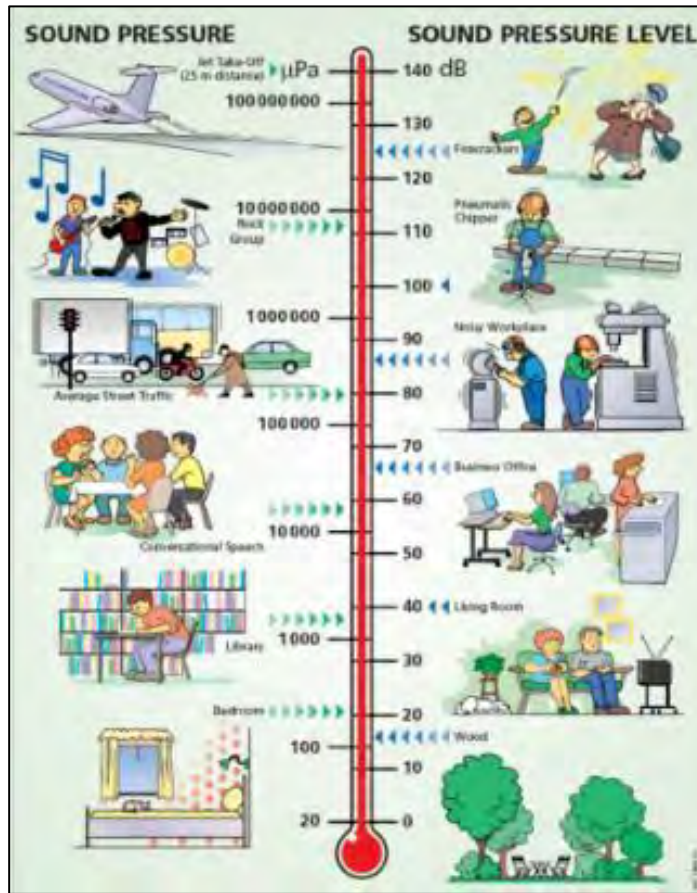 SOUND PRESSURE
SOUND PRESSURE LEVEL
Jet Take-Off
(25 m distance)
μPa
140 dB
100 000 000
130
Firecrackers
120
Pneumatic
Chipper
10 000 000
Rock
Group
110
100
1 000 000
Noisy Workplace
90
Average Street Traffic
80
100 000
70
Business Office
60
10 000
Conversational Speech
50
40
Living Room
Library
1 000
30
Bedroom
20
Wood
100
10
20
0